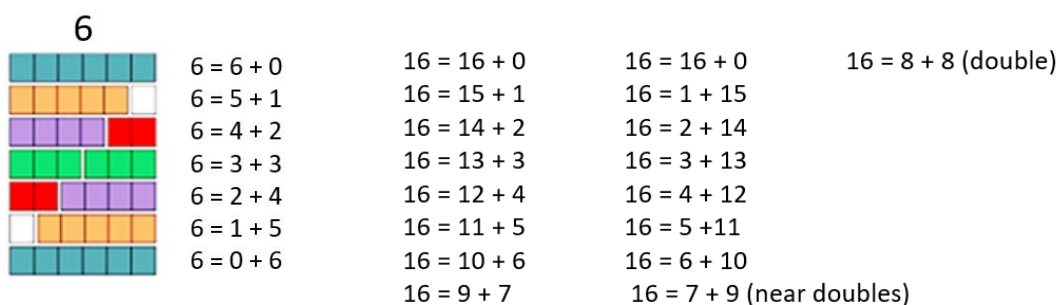 6
6 = 6 + 0
6 = 5 + 1
6 = 4 + 2
6 = 3 + 3
6 = 2 + 4
6 = 1 + 5
6 = 0 + 6
16 = 16 + 0
16 = 15 + 1
16 = 14 + 2
16 = 13 + 3
16 = 12 + 4
16 = 11 + 5
16 = 10 + 6
16 = 9 + 7
16 = 16 + 0
16 = 1 + 15
16 = 2 + 14
16 = 3 + 13
16 = 4 + 12
16 = 5 +11
16 = 6 + 10
16 = 7 + 9 (near doubles)
16 = 8 + 8 (double)